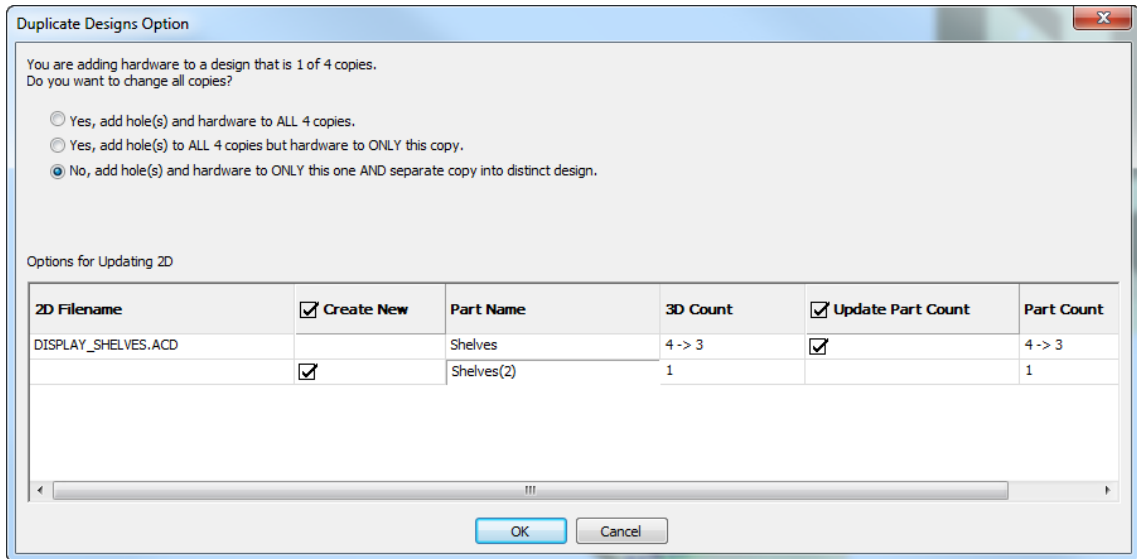 Duplicate Designs Option
You are adding hardware to a design that is 1 of 4 copies.
Do you want to change all copies?
Yes, add hole(s) and hardware to ALL 4 copies.
Yes, add hole(s) to ALL 4 copies but hardware to ONLY this copy.
No, add hole(s) and hardware to ONLY this one AND separate copy into distinct design.
Options for Updating 2D
2D Filename Create New Part Name 3D Count Update Part Count Part Count
DISPLAY_SHELVES.ACD Shelves 4 -> 3 4 -> 3
Shelves(2) 1 1
OK Cancel